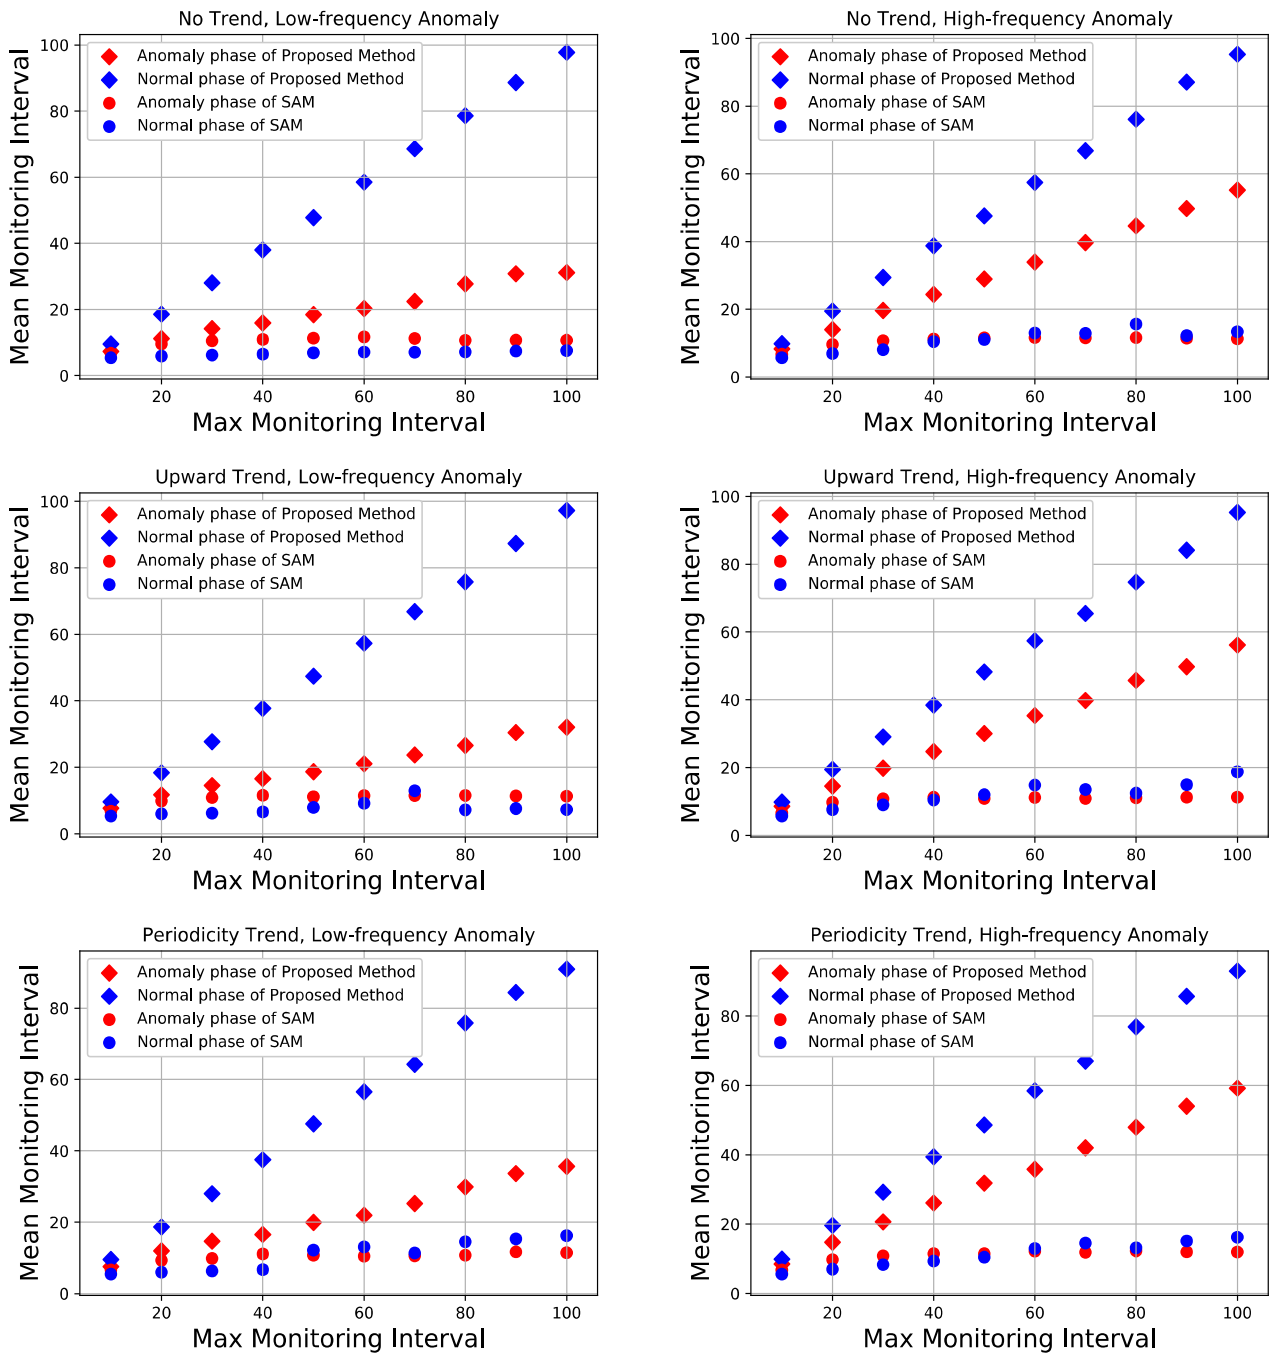 No Trend, Low-frequency Anomaly
Mean Monitoring Interval
100
80
60
40
20
0
Anomaly phase of Proposed Method
Normal phase of Proposed Method
Anomaly phase of SAM
Normal phase of SAM
20 40 60 80 100
Max Monitoring Interval
No Trend, High-frequency Anomaly
Mean Monitoring Interval
100
80
60
40
20
0
Anomaly phase of Proposed Method
Normal phase of Proposed Method
Anomaly phase of SAM
Normal phase of SAM
20 40 60 80 100
Max Monitoring Interval
Upward Trend, Low-frequency Anomaly
Mean Monitoring Interval
100
80
60
40
20
0
Anomaly phase of Proposed Method
Normal phase of Proposed Method
Anomaly phase of SAM
Normal phase of SAM
20 40 60 80 100
Max Monitoring Interval
Upward Trend, High-frequency Anomaly
Mean Monitoring Interval
100
80
60
40
20
0
Anomaly phase of Proposed Method
Normal phase of Proposed Method
Anomaly phase of SAM
Normal phase of SAM
20 40 60 80 100
Max Monitoring Interval
Periodicity Trend, Low-frequency Anomaly
Mean Monitoring Interval
80
60
40
20
0
Anomaly phase of Proposed Method
Normal phase of Proposed Method
Anomaly phase of SAM
Normal phase of SAM
20 40 60 80 100
Max Monitoring Interval
Periodicity Trend, High-frequency Anomaly
Mean Monitoring Interval
80
60
40
20
0
Anomaly phase of Proposed Method
Normal phase of Proposed Method
Anomaly phase of SAM
Normal phase of SAM
20 40 60 80 100
Max Monitoring Interval